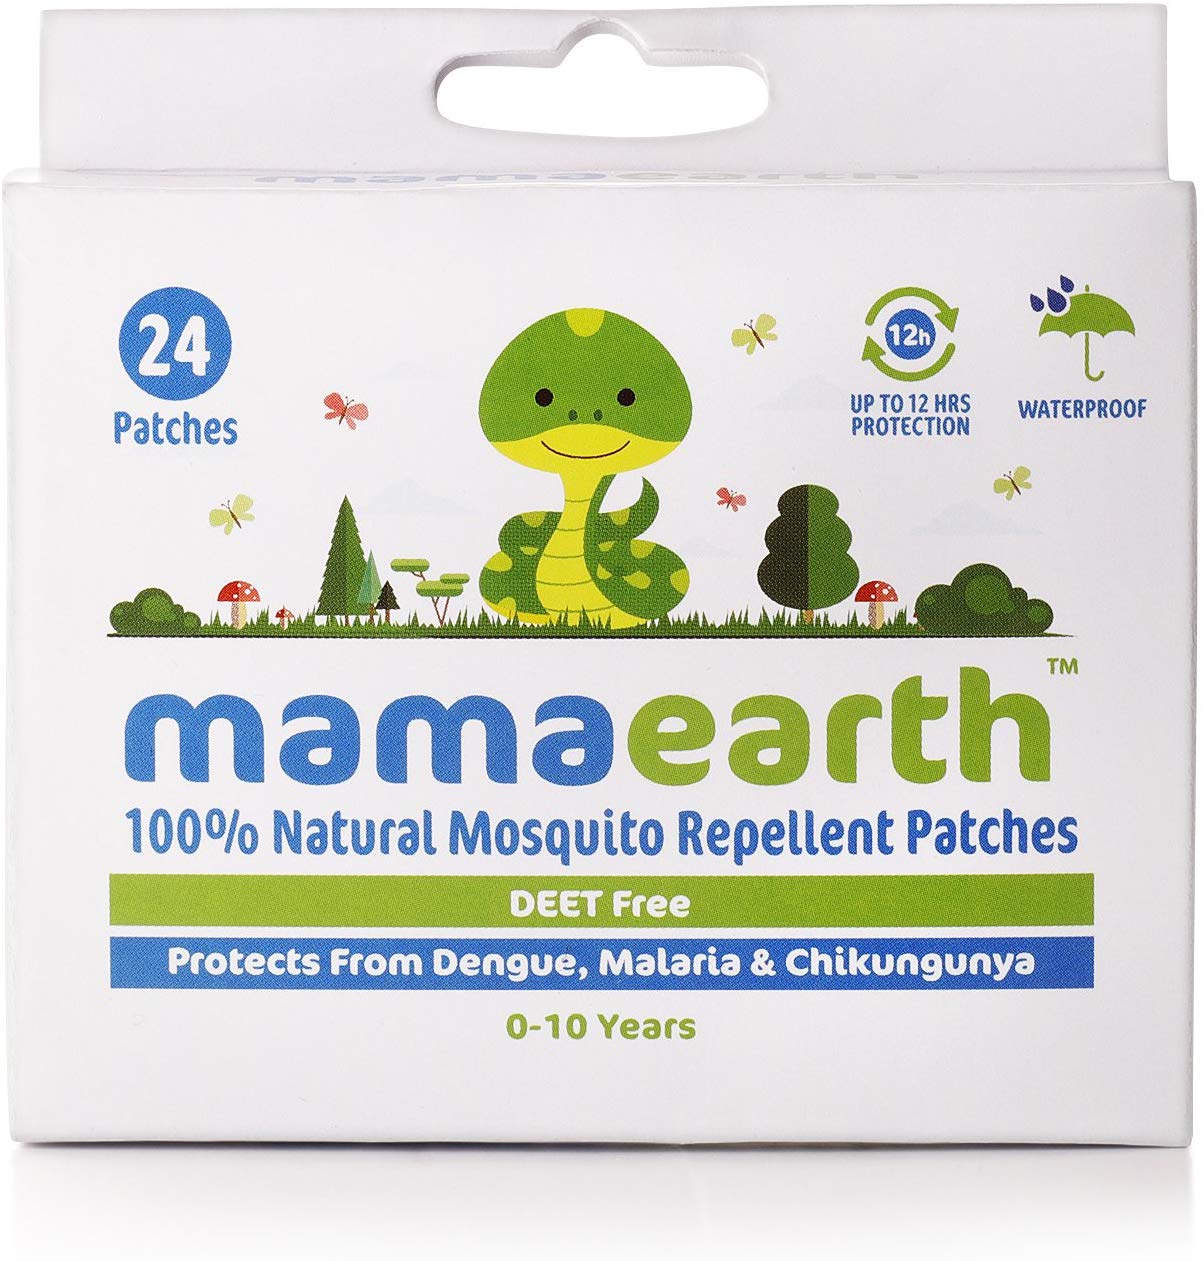 mamaearth
24
Patches
12h
UP TO 12 HRS
PROTECTION
WATERPROOF
mamaearth™
100% Natural Mosquito Repellent Patches
DEET Free
Protects From Dengue, Malaria & Chikungunya
0-10 Years